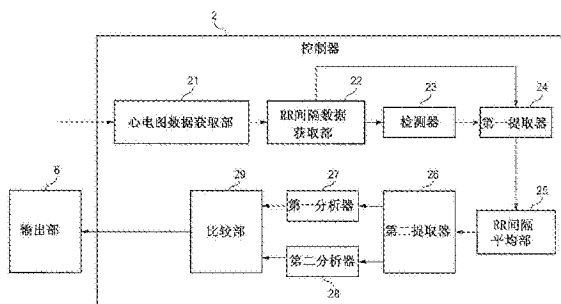 2
控制器
21
22
23
24
心电图数据获取部
RR间隔数据
获取部
检测器
第一提取器
6
29
27
26
25
输出部
比较部
第一分析器
第二提取器
RR间隔
平均部
第二分析器
28